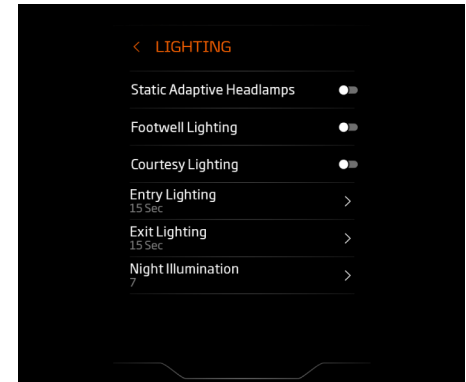 LIGHTING
Static Adaptive Headlamps
Footwell Lighting
Courtesy Lighting
Entry Lighting
15 Sec
Exit Lighting
15 Sec
Night Illumination
7